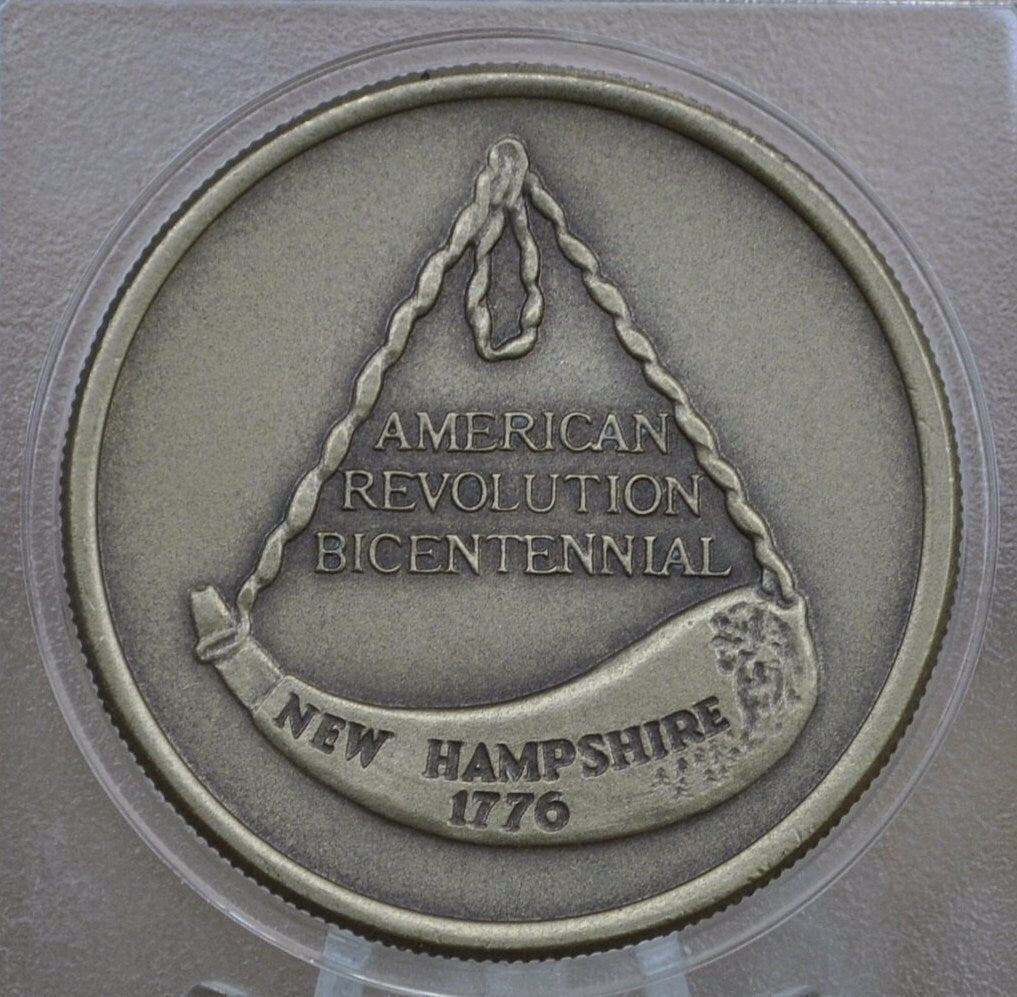 AMERICAN
REVOLUTION
BICENTENNIAL
NEW HAMPSHIRE
1776